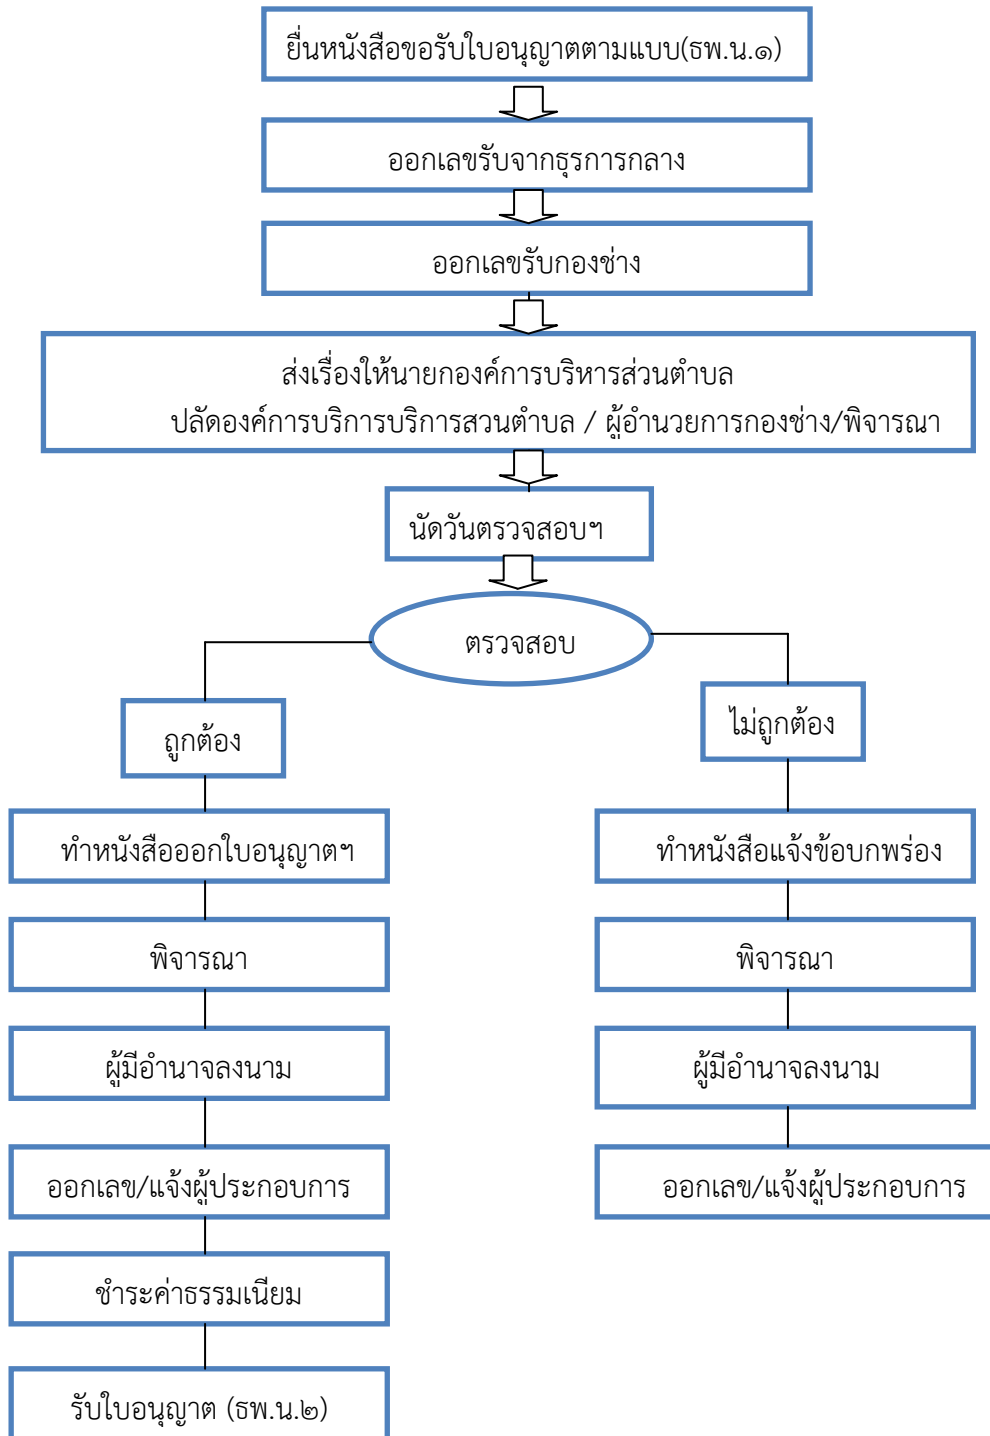 ยื่นหนังสือขอรับใบอนุญาตตามแบบ(ธพ.น.๑)
ออกเลขรับจากธุรการกลาง
ออกเลขรับกองช่าง
ส่งเรื่องให้นายกองค์การบริหารส่วนตำบล
ปลัดองค์การบริการบริการสวนตำบล / ผู้อำนวยการกองช่าง/พิจารณา
นัดวันตรวจสอบฯ
ตรวจสอบ
ถูกต้อง
ทำหนังสือออกใบอนุญาตฯ
พิจารณา
ผู้มีอำนาจลงนาม
ออกเลข/แจ้งผู้ประกอบการ
ชำระค่าธรรมเนียม
รับใบอนุญาต (ธพ.น.๒)
ไม่ถูกต้อง
ทำหนังสือแจ้งข้อบกพร่อง
พิจารณา
ผู้มีอำนาจลงนาม
ออกเลข/แจ้งผู้ประกอบการ